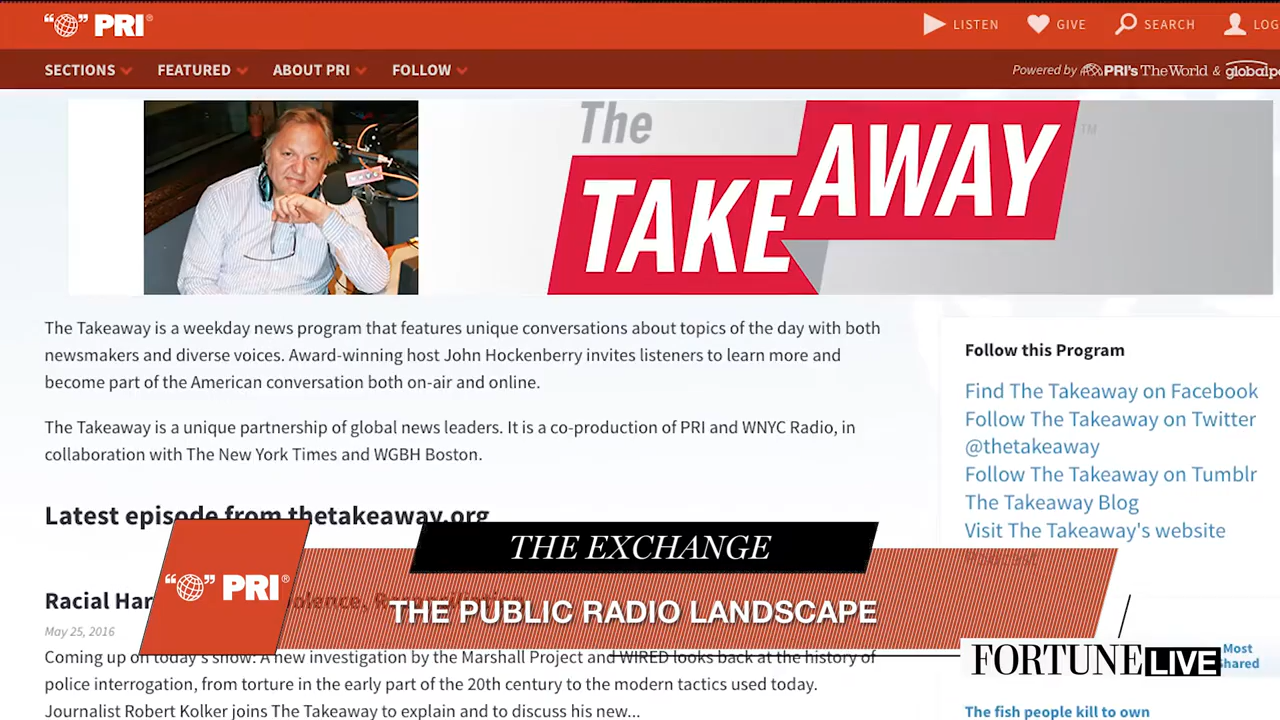 PRI®
LISTEN
GIVE
SEARCH
LOG
SECTIONS
FEATURED
ABOUT PRI
FOLLOW
Powered by PRI's The World &
The
TAKEAWAY™
The Takeaway is a weekday news program that features unique conversations about topics of the day with both
newsmakers and diverse voices. Award-winning host John Hockenberry invites listeners to learn more and
become part of the American conversation both on-air and online.
The Takeaway is a unique partnership of global news leaders. It is a co-production of PRI and WNYC Radio, in
collaboration with The New York Times and WGBH Boston.
Latest episode from thetakeaway.org
Follow this Program
Find The Takeaway on Facebook
Follow The Takeaway on Twitter
@thetakeaway
Follow The Takeaway on Tumblr
The Takeaway Blog
Visit The Takeaway's website
Podcast
THE EXCHANGE
“ ” PRI®
THE PUBLIC RADIO LANDSCAPE
Racial
May 25, 2016
Coming up on today's show: A new investigation by the Marshall Project and WIRED looks back at the history of
police interrogation, from torture in the early part of the 20th century to the modern tactics used today.
Journalist Robert Kolker joins The Takeaway to explain and to discuss his new...
FORTUNE LIVE
Most
The fish people kill to own